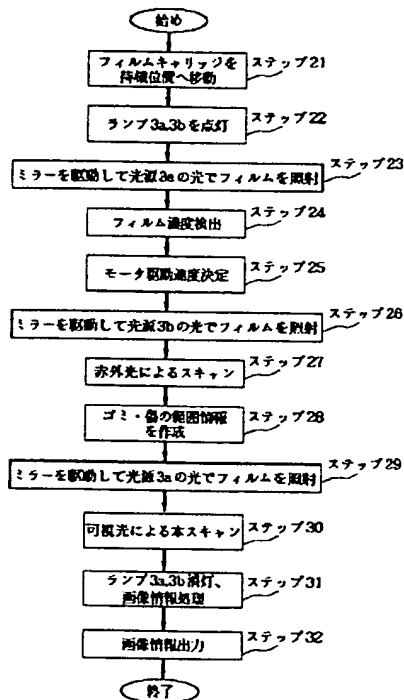 始め
フィルムキャリッジを
待機位置へ移動
ステップ21
ランプ3a,3bを点灯
ステップ22
ミラーを駆動して光源3aの光でフィルムを照射
ステップ23
フィルム濃度検出
ステップ24
モータ駆動速度決定
ステップ25
ミラーを駆動して光源3bの光でフィルムを照射
ステップ26
赤外光によるスキャン
ステップ27
ゴミ・傷の範囲情報
を作成
ステップ28
ミラーを駆動して光源3aの光でフィルムを照射
ステップ29
可視光による本スキャン
ステップ30
ランプ3a,3b消灯、
画像情報処理
ステップ31
画像情報出力
ステップ32
終了